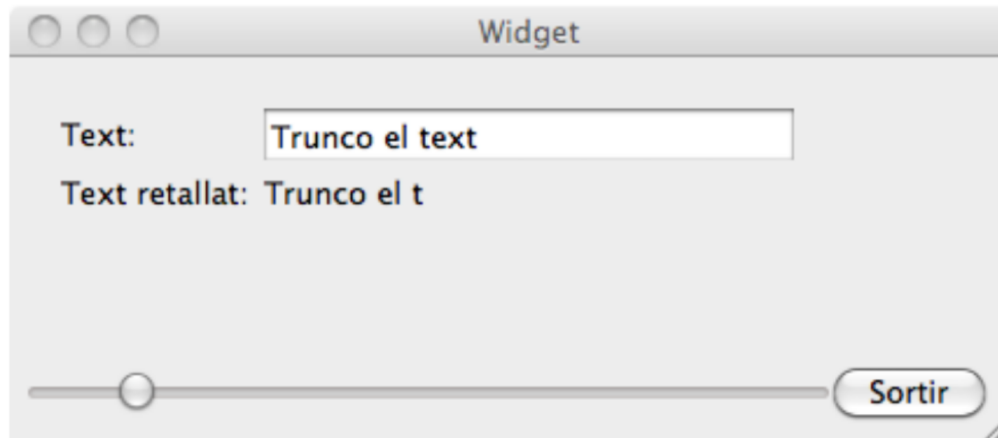 Widget
Text: Trunco el text
Text retallat: Trunco el t
Sortir